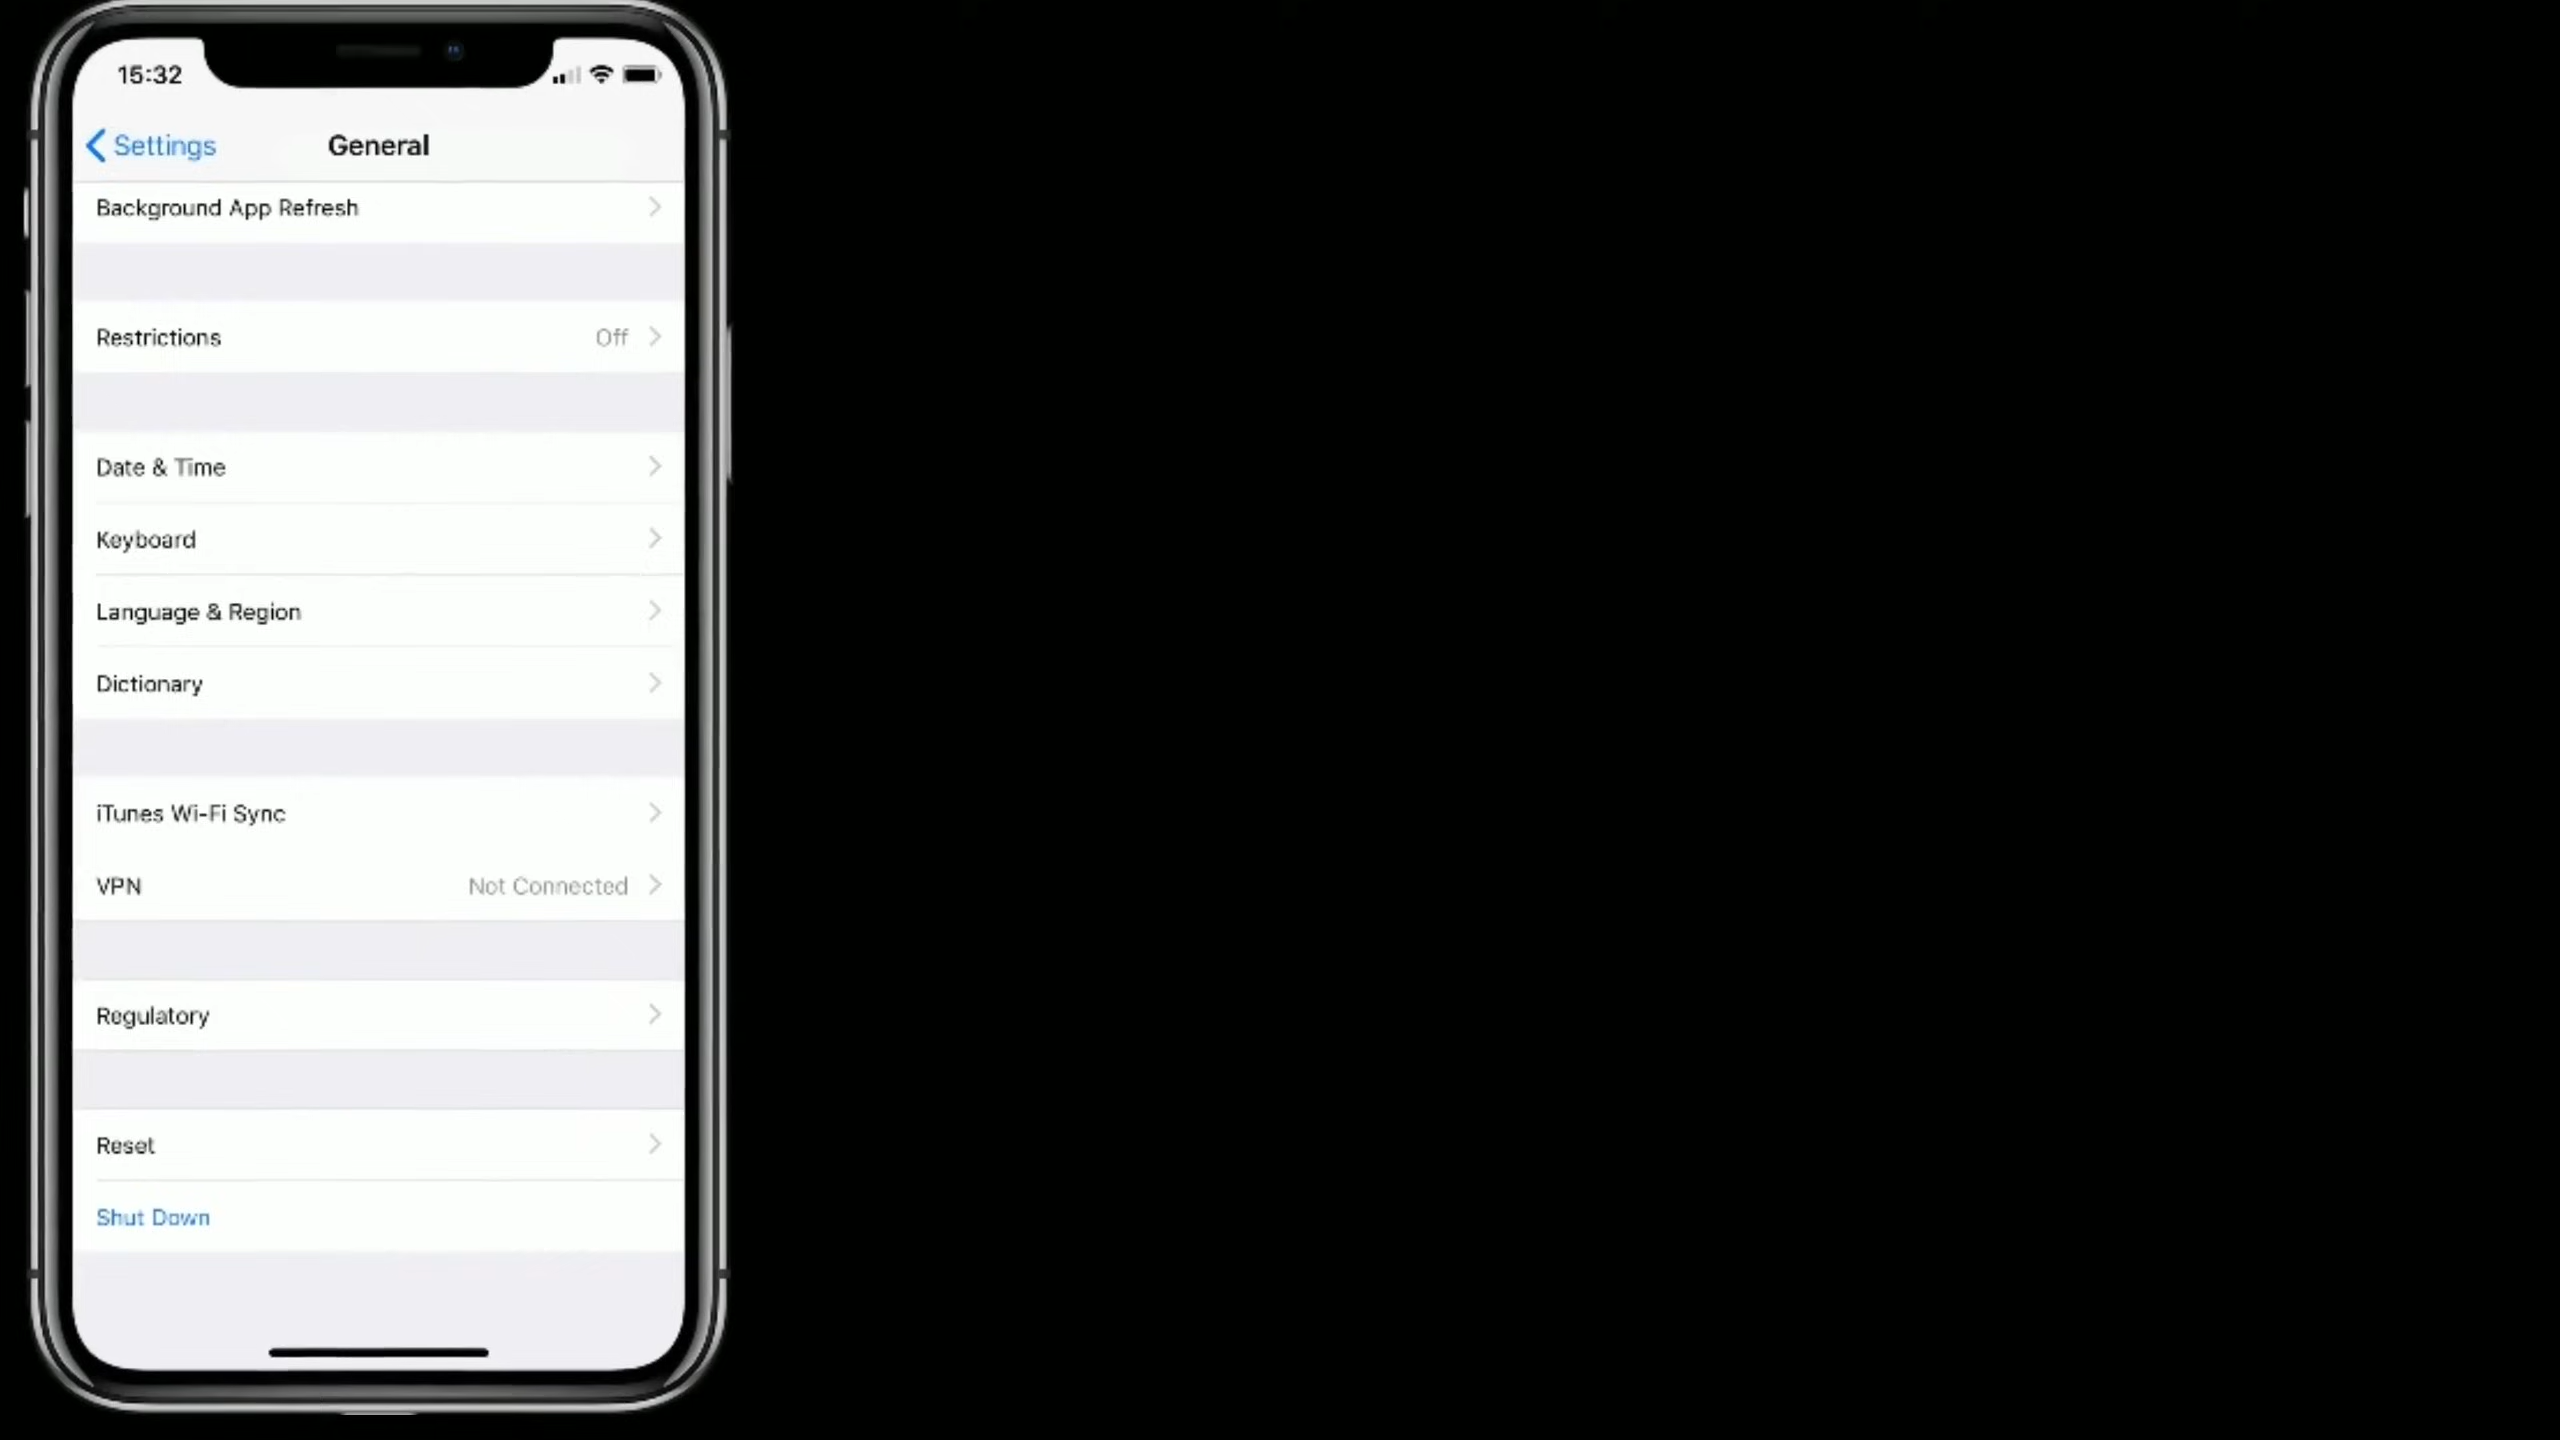 15:32
Settings
General
Background App Refresh
Restrictions Off
Date & Time
Keyboard
Language & Region
Dictionary
iTunes Wi-Fi Sync
VPN Not Connected
Regulatory
Reset
Shut Down